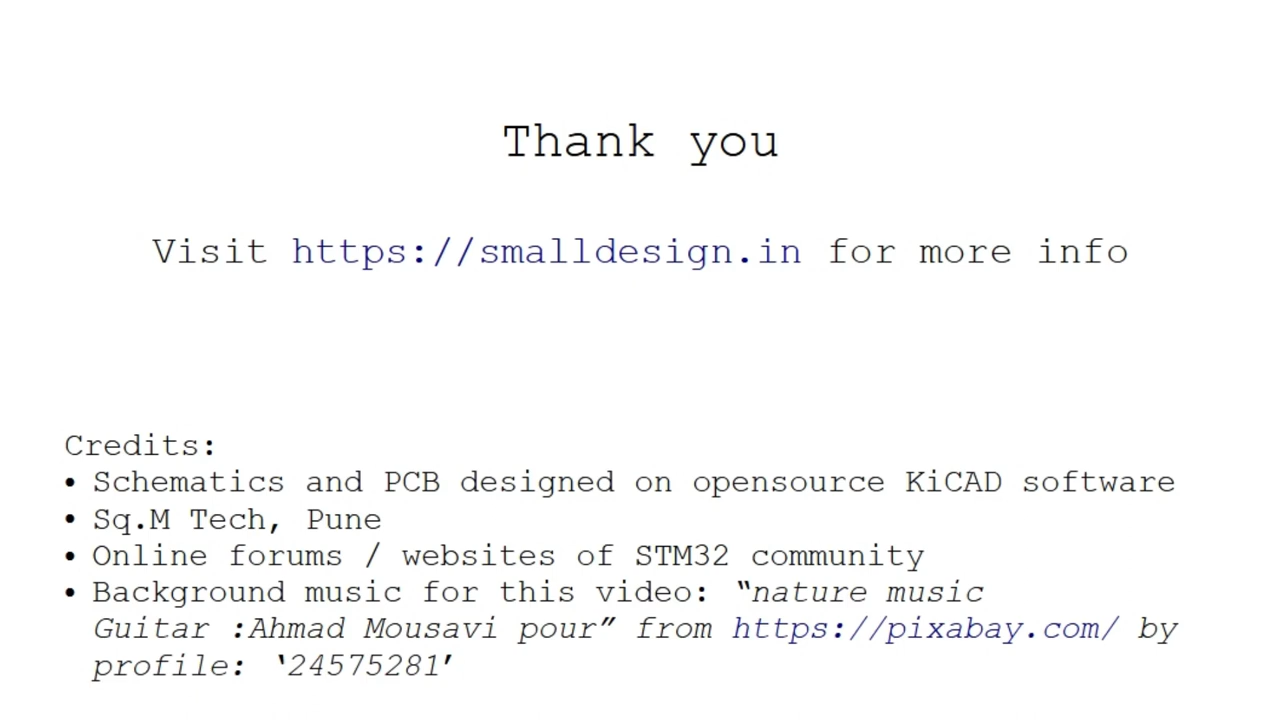 Thank you
Visit https://smalldesign.in for more info
Credits:
• Schematics and PCB designed on opensource KiCAD software
• Sq.M Tech, Pune
• Online forums / websites of STM32 community
• Background music for this video: “nature music
Guitar :Ahmad Mousavi pour” from https://pixabay.com/ by
profile: ‘24575281’